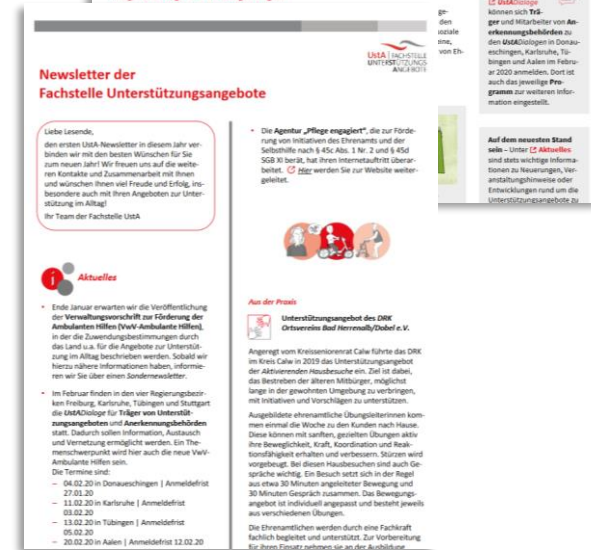 UstA | FACHSTELLE
UNTERSTÜTZUNGS
ANGEBOTE
Newsletter der
Fachstelle Unterstützungsangebote
Liebe Lesende,
den ersten UstA-Newsletter in diesem Jahr ver-
binden wir mit den besten Wünschen für Sie
zum neuen Jahr! Wir freuen uns auf die weite-
ren Kontakte und Zusammenarbeit mit Ihnen
und wünschen Ihnen viel Freude und Erfolg, ins-
besondere auch mit Ihren Angeboten zur Unter-
stützung im Alltag!
Ihr Team der Fachstelle UstA
Aktuelles
• Ende Januar erwarten wir die Veröffentlichung
der Verwaltungsvorschrift zur Förderung der
Ambulanten Hilfen (VwV-Ambulante Hilfen),
in der die Zuwendungsbestimmungen durch
das Land u.a. für die Angebote zur Unterstüt-
zung im Alltag beschrieben werden. Sobald wir
hierzu nähere Informationen haben, informie-
ren wir Sie über einen Sondernewsletter.
• Im Februar finden in den vier Regierungsbezir-
ken Freiburg, Karlsruhe, Tübingen und Stuttgart
die UstADialoge für Träger von Unterstüt-
zungsangeboten und Anerkennungsbehörden
statt. Dadurch sollen Information, Austausch
und Vernetzung ermöglicht werden. Ein The-
menschwerpunkt wird hier auch die neue VwV-
Ambulante Hilfen sein.
Die Termine sind:
– 04.02.20 in Donaueschingen | Anmeldefrist
27.01.20
– 11.02.20 in Karlsruhe | Anmeldefrist
03.02.20
– 13.02.20 in Tübingen | Anmeldefrist
05.02.20
– 20.02.20 in Aalen | Anmeldefrist 12.02.20
• Die Agentur „Pflege engagiert“, die zur Förde-
rung von Initiativen des Ehrenamts und der
Selbsthilfe nach § 45c Abs. 1 Nr. 2 und § 45d
SGB XI berät, hat ihren Internetauftritt überar-
beitet. Hier werden Sie zur Website weiter-
geleitet.
Aus der Praxis
Unterstützungsangebot des DRK
Ortsvereins Bad Herrenalb/Dobel e.V.
Angeregt vom Kreisseniorenrat Calw führte das DRK
im Kreis Calw in 2019 das Unterstützungsangebot
der Aktivierenden Hausbesuche ein. Ziel ist dabei,
das Bestreben der älteren Mitbürger, möglichst
lange in der gewohnten Umgebung zu verbringen,
mit Initiativen und Vorschlägen zu unterstützen.
Ausgebildete ehrenamtliche Übungsleiterinnen kom-
men einmal die Woche zu den Kunden nach Hause.
Diese können mit sanften, gezielten Übungen aktiv
ihre Beweglichkeit, Kraft, Koordination und Reak-
tionsfähigkeit erhalten und verbessern. Stürzen wird
vorgebeugt. Bei diesen Hausbesuchen sind auch Ge-
spräche wichtig. Ein Besuch setzt sich in der Regel
aus etwa 30 Minuten angeleiteter Bewegung und
30 Minuten Gespräch zusammen. Das Bewegungs-
angebot ist individuell angepasst und besteht jeweils
aus verschiedenen Übungen.
Die Ehrenamtlichen werden durch eine Fachkraft
fachlich begleitet und unterstützt. Zur Vorbereitung
für ihren Einsatz nehmen sie an der Ausbildung
ge-
den
soziale
eine,
von Eh-
UstADialoge
können sich Trä-
ger und Mitarbeiter von An-
erkennungsbehörden zu
den UstADialogen in Donau-
eschingen, Karlsruhe, Tü-
bingen und Aalen im Febru-
ar 2020 anmelden. Dort ist
auch das jeweilige Pro-
gramm zur weiteren Infor-
mation eingestellt.
Auf dem neuesten Stand
sein – Unter Aktuelles
sind stets wichtige Informa-
tionen zu Neuerungen, Ver-
anstaltungshinweise oder
Entwicklungen rund um die
Unterstützungsangebote zu